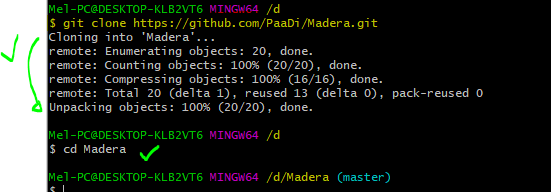 Mel-PC@DESKTOP-KLB2VT6 MINGW64 /d
$ git clone https://github.com/PaaDi/Madera.git
Cloning into 'Madera'...
remote: Enumerating objects: 20, done.
remote: Counting objects: 100% (20/20), done.
remote: Compressing objects: 100% (16/16), done.
remote: Total 20 (delta 1), reused 13 (delta 0), pack-reused 0
Unpacking objects: 100% (20/20), done.
Mel-PC@DESKTOP-KLB2VT6 MINGW64 /d
$ cd Madera
Mel-PC@DESKTOP-KLB2VT6 MINGW64 /d/Madera (master)
$